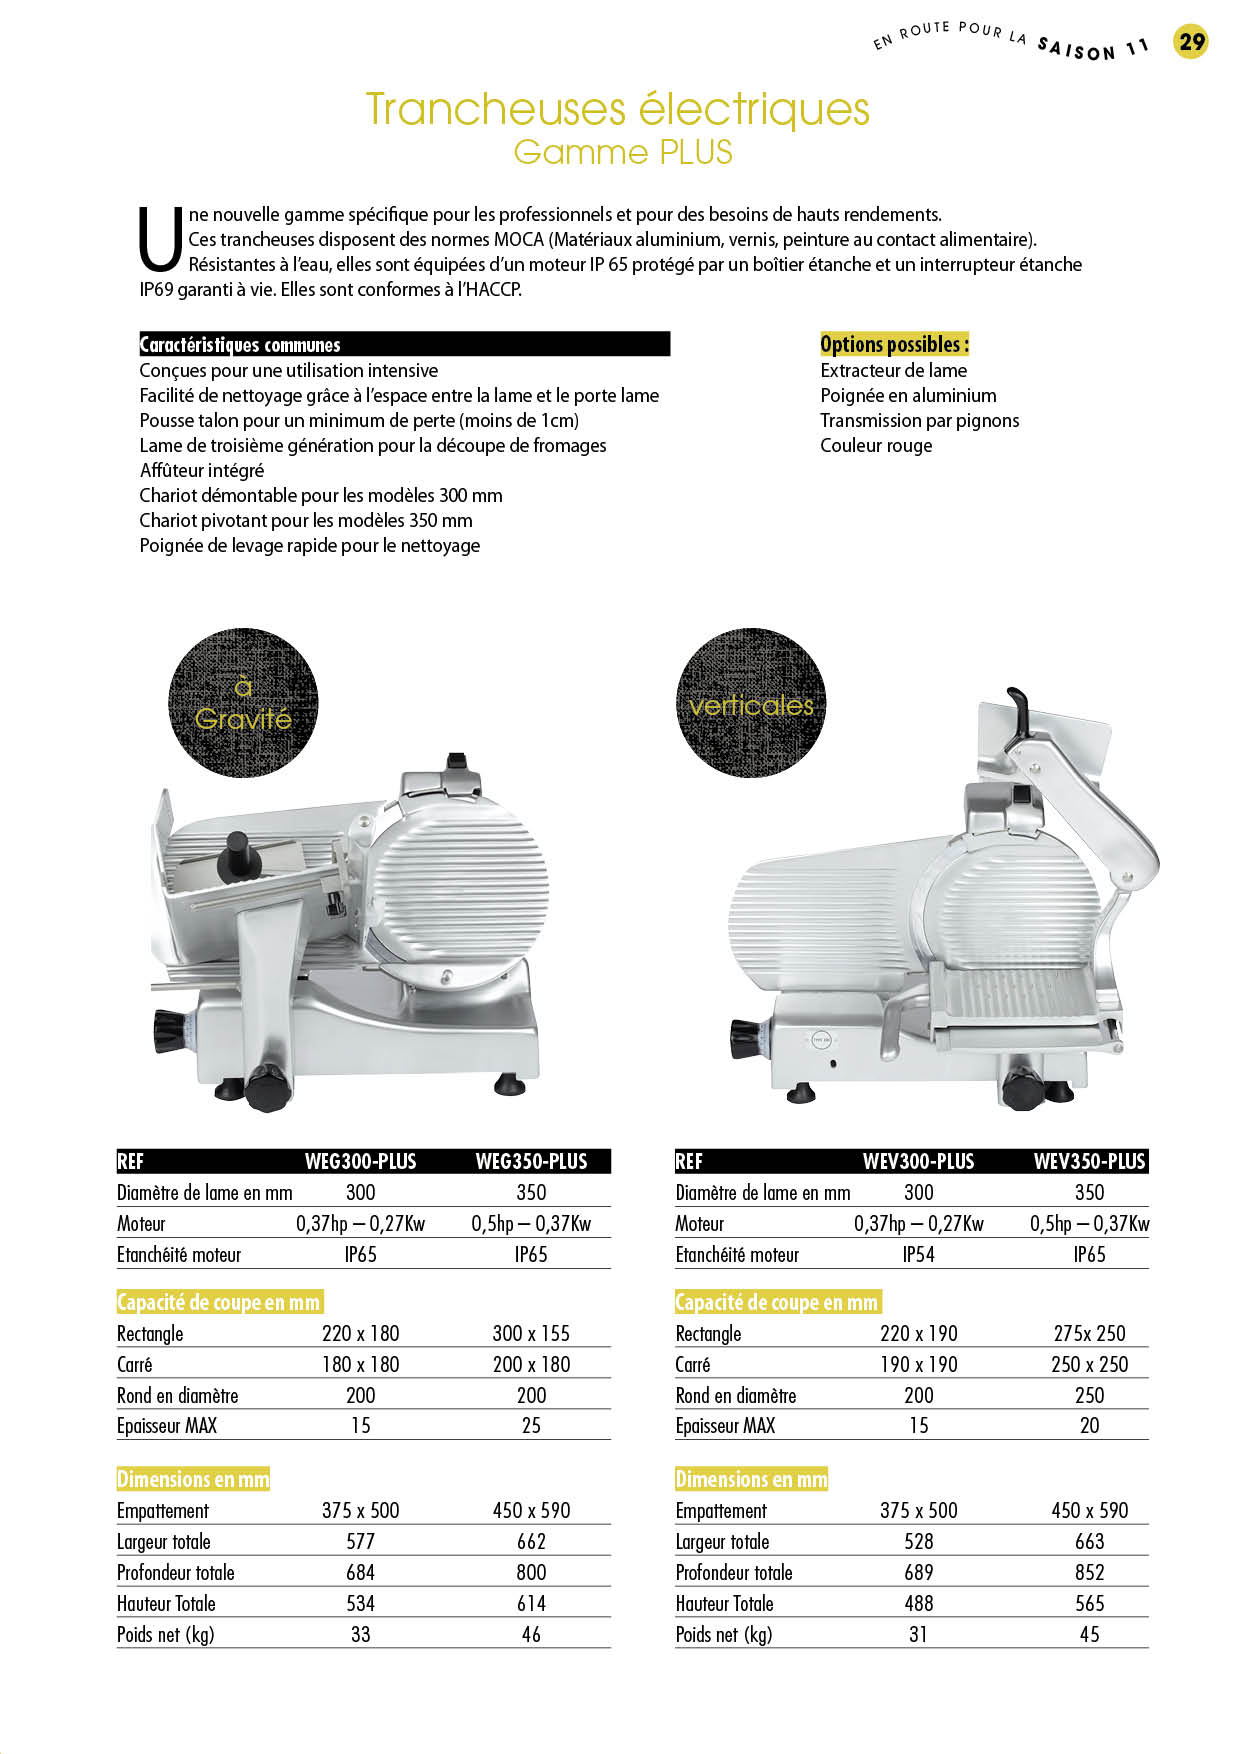 EN ROUTE POUR LA SAISON 11 29
Trancheuses électriques
Gamme PLUS
Une nouvelle gamme spécifique pour les professionnels et pour des besoins de hauts rendements.
Ces trancheuses disposent des normes MOCA (Matériaux aluminium, vernis, peinture au contact alimentaire).
Résistantes à l'eau, elles sont équipées d'un moteur IP 65 protégé par un boîtier étanche et un interrupteur étanche
IP69 garanti à vie. Elles sont conformes à l'HACCP.
Caractéristiques communes
Conçues pour une utilisation intensive
Facilité de nettoyage grâce à l'espace entre la lame et le porte lame
Pousse talon pour un minimum de perte (moins de 1cm)
Lame de troisième génération pour la découpe de fromages
Affûteur intégré
Chariot démontable pour les modèles 300 mm
Chariot pivotant pour les modèles 350 mm
Poignée de levage rapide pour le nettoyage
Options possibles :
Extracteur de lame
Poignée en aluminium
Transmission par pignons
Couleur rouge
à
Gravité
verticales
REF WEG300-PLUS WEG350-PLUS
Diamètre de lame en mm 300 350
Moteur 0,37hp – 0,27Kw 0,5hp – 0,37Kw
Etanchéité moteur IP65 IP65
Capacité de coupe en mm
Rectangle 220 x 180 300 x 155
Carré 180 x 180 200 x 180
Rond en diamètre 200 200
Epaisseur MAX 15 25
Dimensions en mm
Empattement 375 x 500 450 x 590
Largeur totale 577 662
Profondeur totale 684 800
Hauteur Totale 534 614
Poids net (kg) 33 46
REF WEV300-PLUS WEV350-PLUS
Diamètre de lame en mm 300 350
Moteur 0,37hp – 0,27Kw 0,5hp – 0,37Kw
Etanchéité moteur IP54 IP65
Capacité de coupe en mm
Rectangle 220 x 190 275x 250
Carré 190 x 190 250 x 250
Rond en diamètre 200 250
Epaisseur MAX 15 20
Dimensions en mm
Empattement 375 x 500 450 x 590
Largeur totale 528 663
Profondeur totale 689 852
Hauteur Totale 488 565
Poids net (kg) 31 45